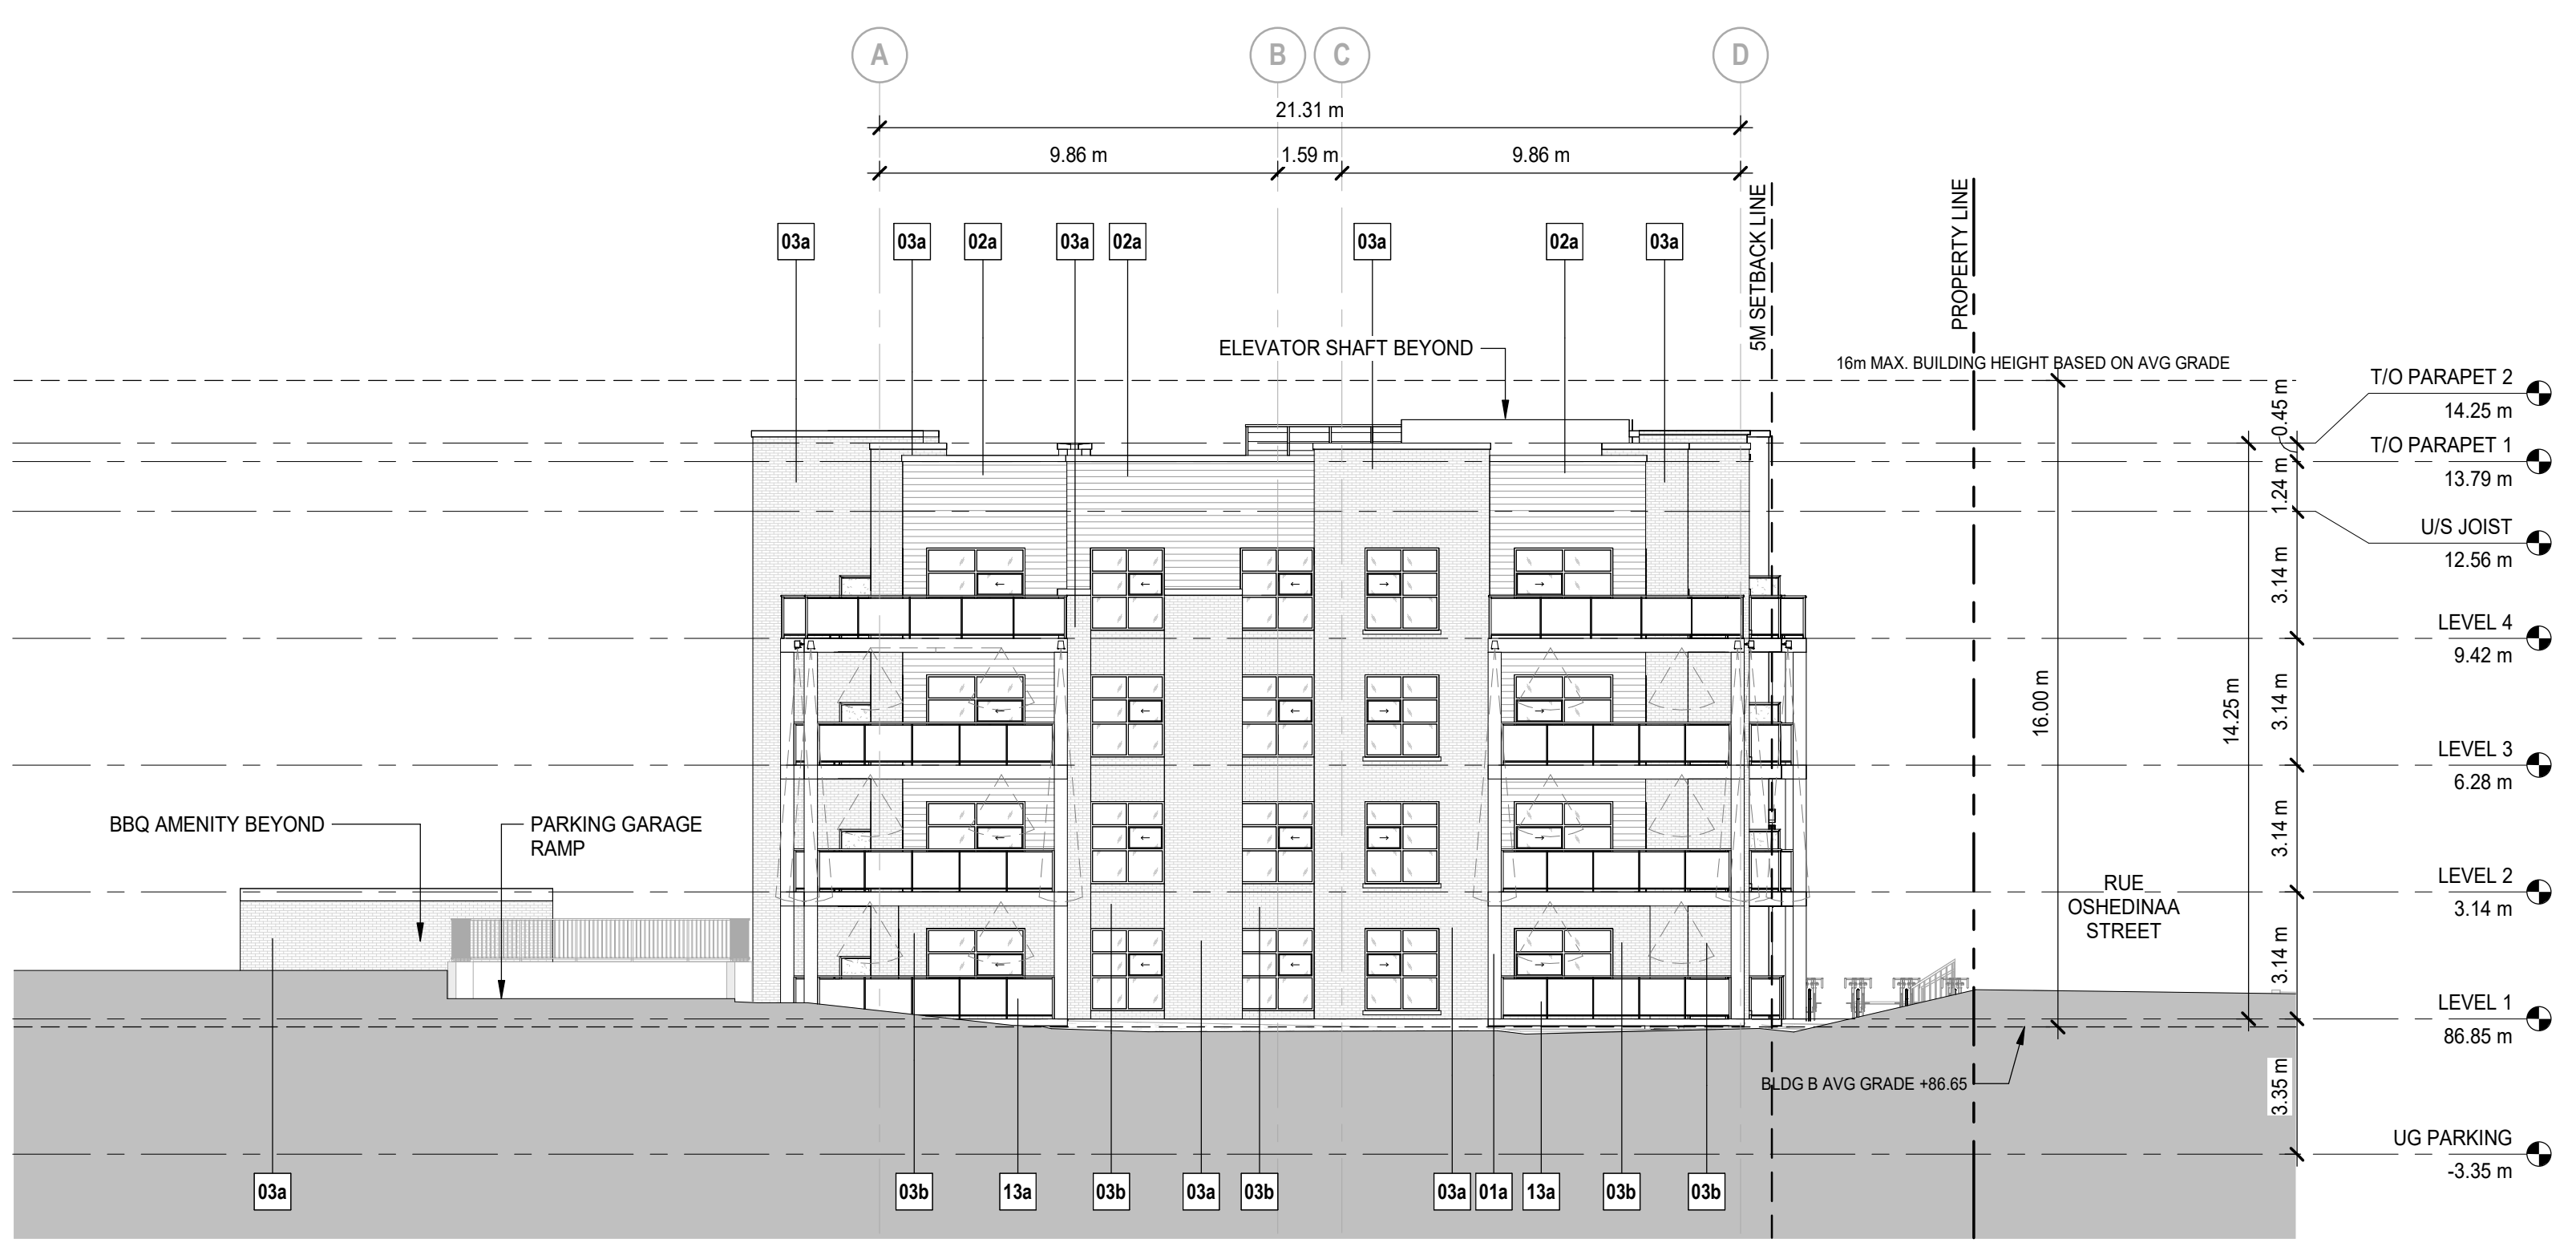 A
B
C
D
21.31 m
9.86 m
1.59 m
9.86 m
5M SETBACK LINE
PROPERTY LINE
03a
03a
02a
03a
02a
03a
02a
03a
ELEVATOR SHAFT BEYOND
16m MAX. BUILDING HEIGHT BASED ON AVG GRADE
T/O PARAPET 2
14.25 m
0.45 m
T/O PARAPET 1
13.79 m
1.24 m
U/S JOIST
12.56 m
3.14 m
LEVEL 4
9.42 m
16.00 m
14.25 m
3.14 m
LEVEL 3
6.28 m
3.14 m
BBQ AMENITY BEYOND
PARKING GARAGE
RAMP
LEVEL 2
3.14 m
RUE
OSHEDINAA
STREET
3.14 m
LEVEL 1
86.85 m
BLDG B AVG GRADE +86.65
3.35 m
UG PARKING
-3.35 m
03a
03b
13a
03b
03a
03b
03a
01a
13a
03b
03b